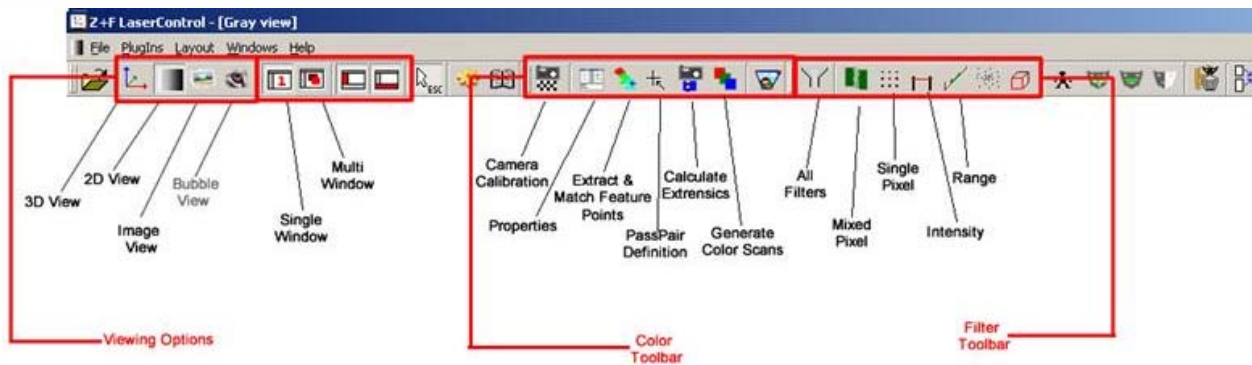 Z+F LaserControl - [Gray view]
File PlugIns Layout Windows Help
1
ESC
3D View
2D View
Image
View
Bubble
View
Single
Window
Multi
Window
Camera
Calibration
Properties
Extract &
Match Feature
Points
PassPair
Definition
Calculate
Extrensics
Generate
Color Scans
All
Filters
Mixed
Pixel
Single
Pixel
Intensity
Range
Viewing Options
Color
Toolbar
Filter
Toolbar